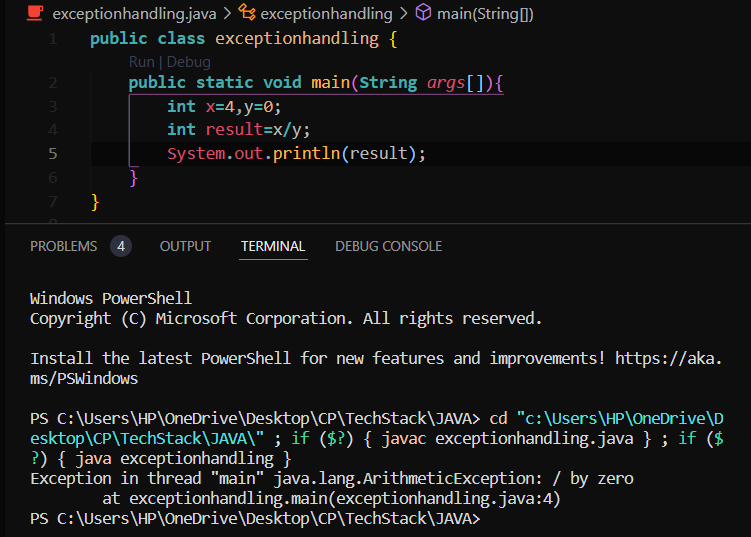 exceptionhandling.java > exceptionhandling > main(String[])
1 public class exceptionhandling {
Run | Debug
2 public static void main(String args[]){
3 int x=4,y=0;
4 int result=x/y;
5 System.out.println(result);
6 }
7 }
8
PROBLEMS 4 OUTPUT TERMINAL DEBUG CONSOLE
Windows PowerShell
Copyright (C) Microsoft Corporation. All rights reserved.
Install the latest PowerShell for new features and improvements! https://aka.
ms/PSWindows
PS C:\Users\HP\OneDrive\Desktop\CP\TechStack\JAVA> cd "c:\Users\HP\OneDrive\D
esktop\CP\TechStack\JAVA\" ; if ($?) { javac exceptionhandling.java } ; if ($
?) { java exceptionhandling }
Exception in thread "main" java.lang.ArithmeticException: / by zero
at exceptionhandling.main(exceptionhandling.java:4)
PS C:\Users\HP\OneDrive\Desktop\CP\TechStack\JAVA>